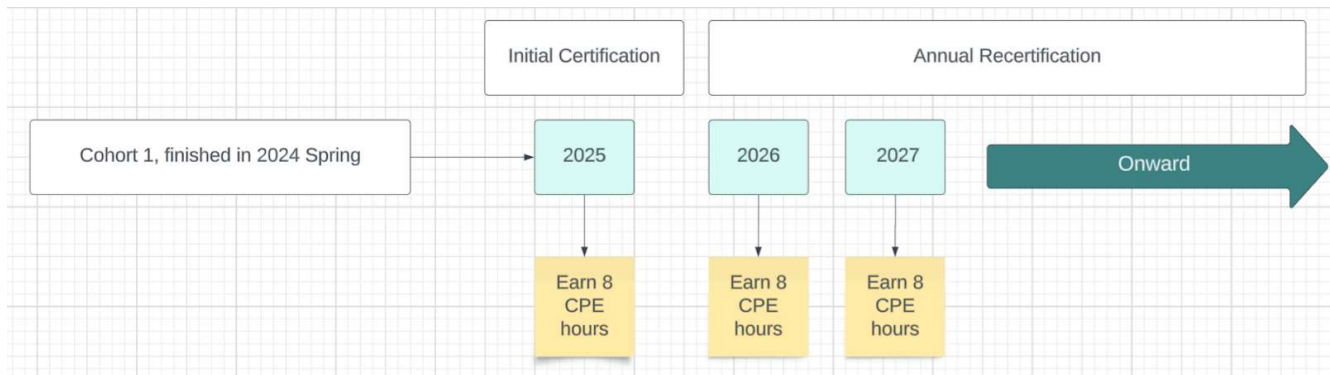 Initial Certification
Annual Recertification
Cohort 1, finished in 2024 Spring
2025
2026
2027
Onward
Earn 8
CPE
hours
Earn 8
CPE
hours
Earn 8
CPE
hours